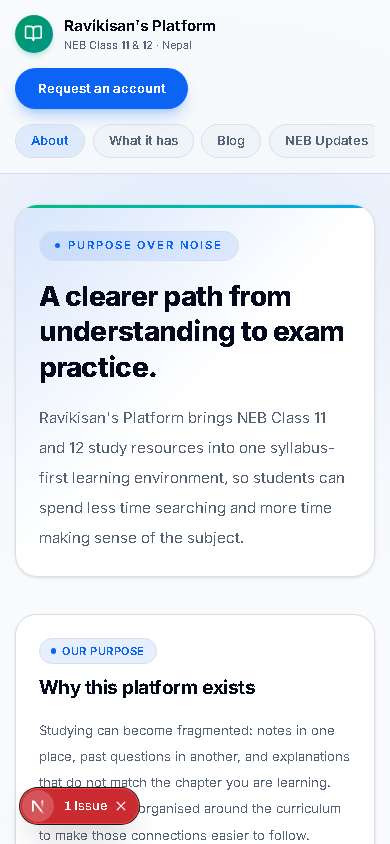 Ravikisan's Platform
NEB Class 11 & 12 · Nepal
Request an account
About
What it has
Blog
NEB Updates
PURPOSE OVER NOISE
A clearer path from
understanding to exam
practice.
Ravikisan's Platform brings NEB Class 11
and 12 study resources into one syllabus-
first learning environment, so students can
spend less time searching and more time
making sense of the subject.
OUR PURPOSE
Why this platform exists
Studying can become fragmented: notes in one
place, past questions in another, and explanations
that do not match the chapter you are learning.
organised around the curriculum
to make those connections easier to follow.
N
1 Issue